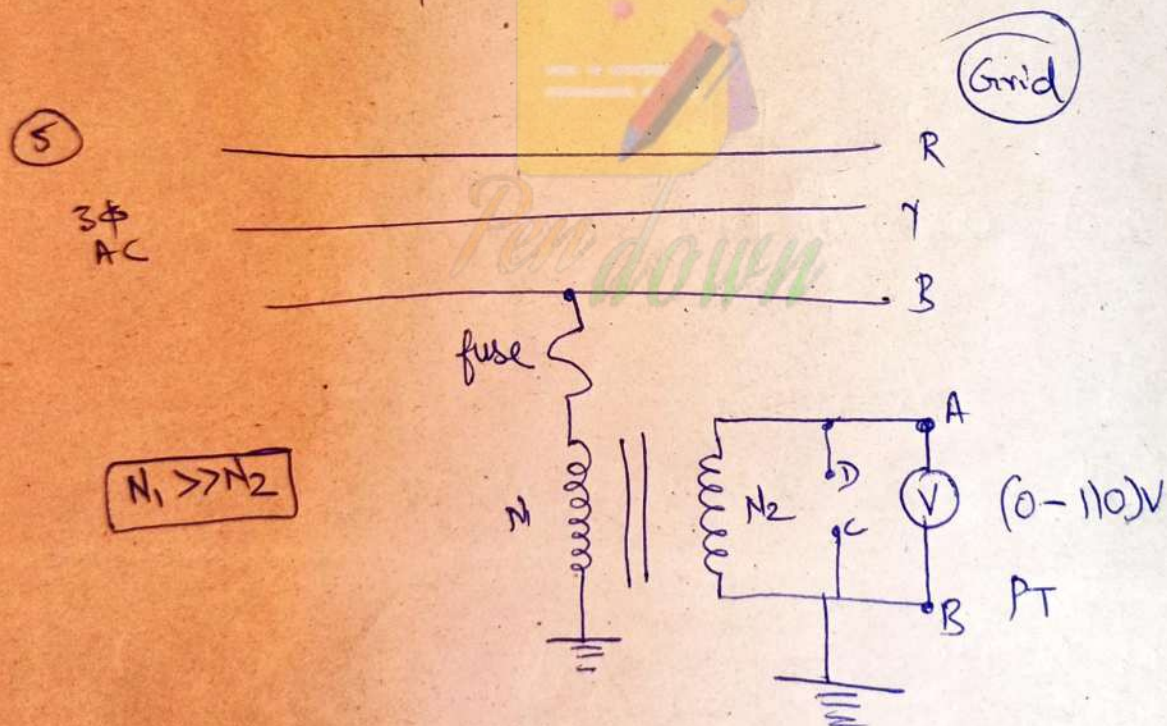 Grid
5
R
3Φ
AC
Y
Pen down
B
fuse
A
N₁ >> N₂
N
N₂
D
C
V
(0-110)V
B
PT